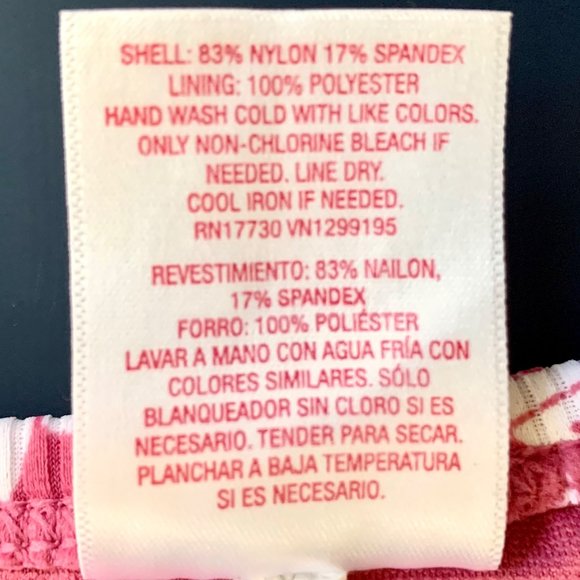 SHELL: 83% NYLON 17% SPANDEX
LINING: 100% POLYESTER
HAND WASH COLD WITH LIKE COLORS.
ONLY NON-CHLORINE BLEACH IF
NEEDED. LINE DRY.
COOL IRON IF NEEDED.
RN17730 VN1299195
REVESTIMIENTO: 83% NAILON,
17% SPANDEX
FORRO: 100% POLIÉSTER
LAVAR A MANO CON AGUA FRÍA CON
COLORES SIMILARES. SÓLO
BLANQUEADOR SIN CLORO SI ES
NECESARIO. TENDER PARA SECAR.
PLANCHAR A BAJA TEMPERATURA
SI ES NECESARIO.